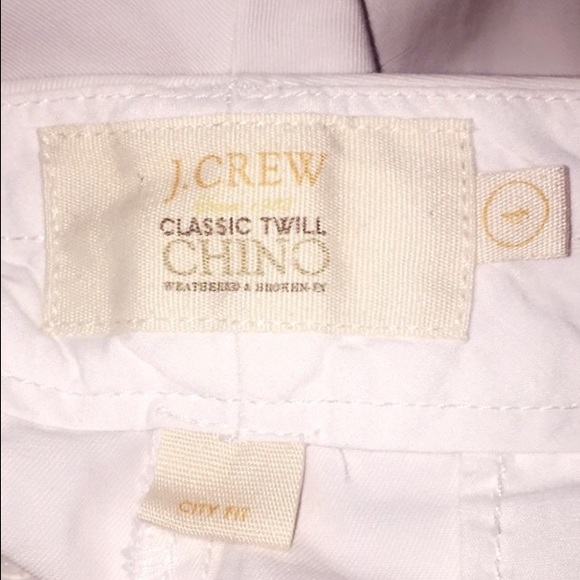 J.CREW
CLASSIC TWILL
CHINO
WEATHERED & BROKEN-IN
4
CITY FIT